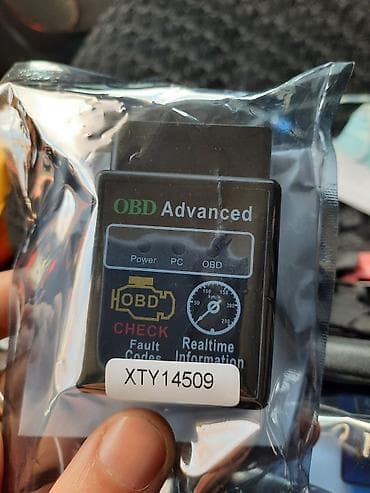 OBD Advanced
Power PC OBD
OBD
CHECK
Fault Codes
Realtime Information
XTY14509